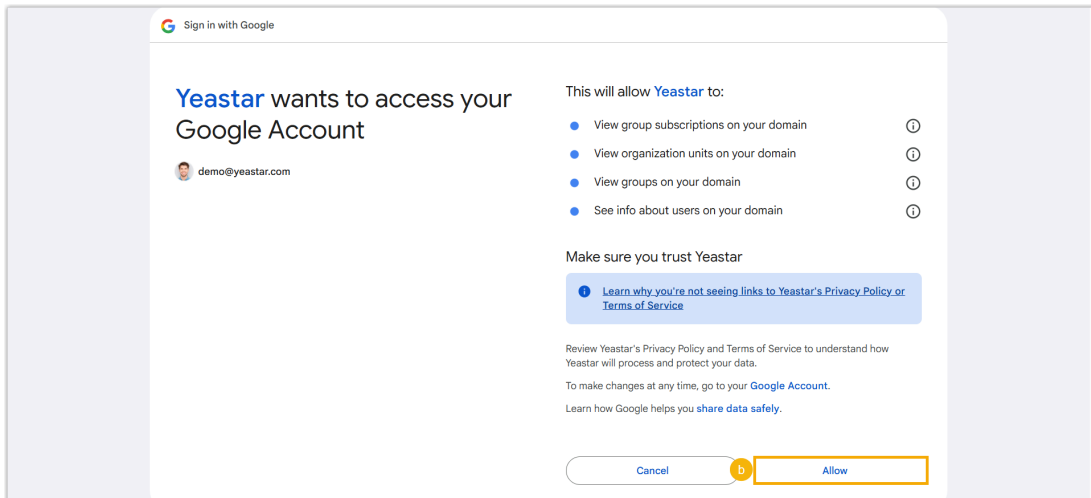 Sign in with Google
Yeastar wants to access your
Google Account
demo@yeastar.com
This will allow Yeastar to:
View group subscriptions on your domain
View organization units on your domain
View groups on your domain
See info about users on your domain
Make sure you trust Yeastar
Learn why you're not seeing links to Yeastar's Privacy Policy or
Terms of Service
Review Yeastar's Privacy Policy and Terms of Service to understand how
Yeastar will process and protect your data.
To make changes at any time, go to your Google Account.
Learn how Google helps you share data safely.
Cancel b Allow